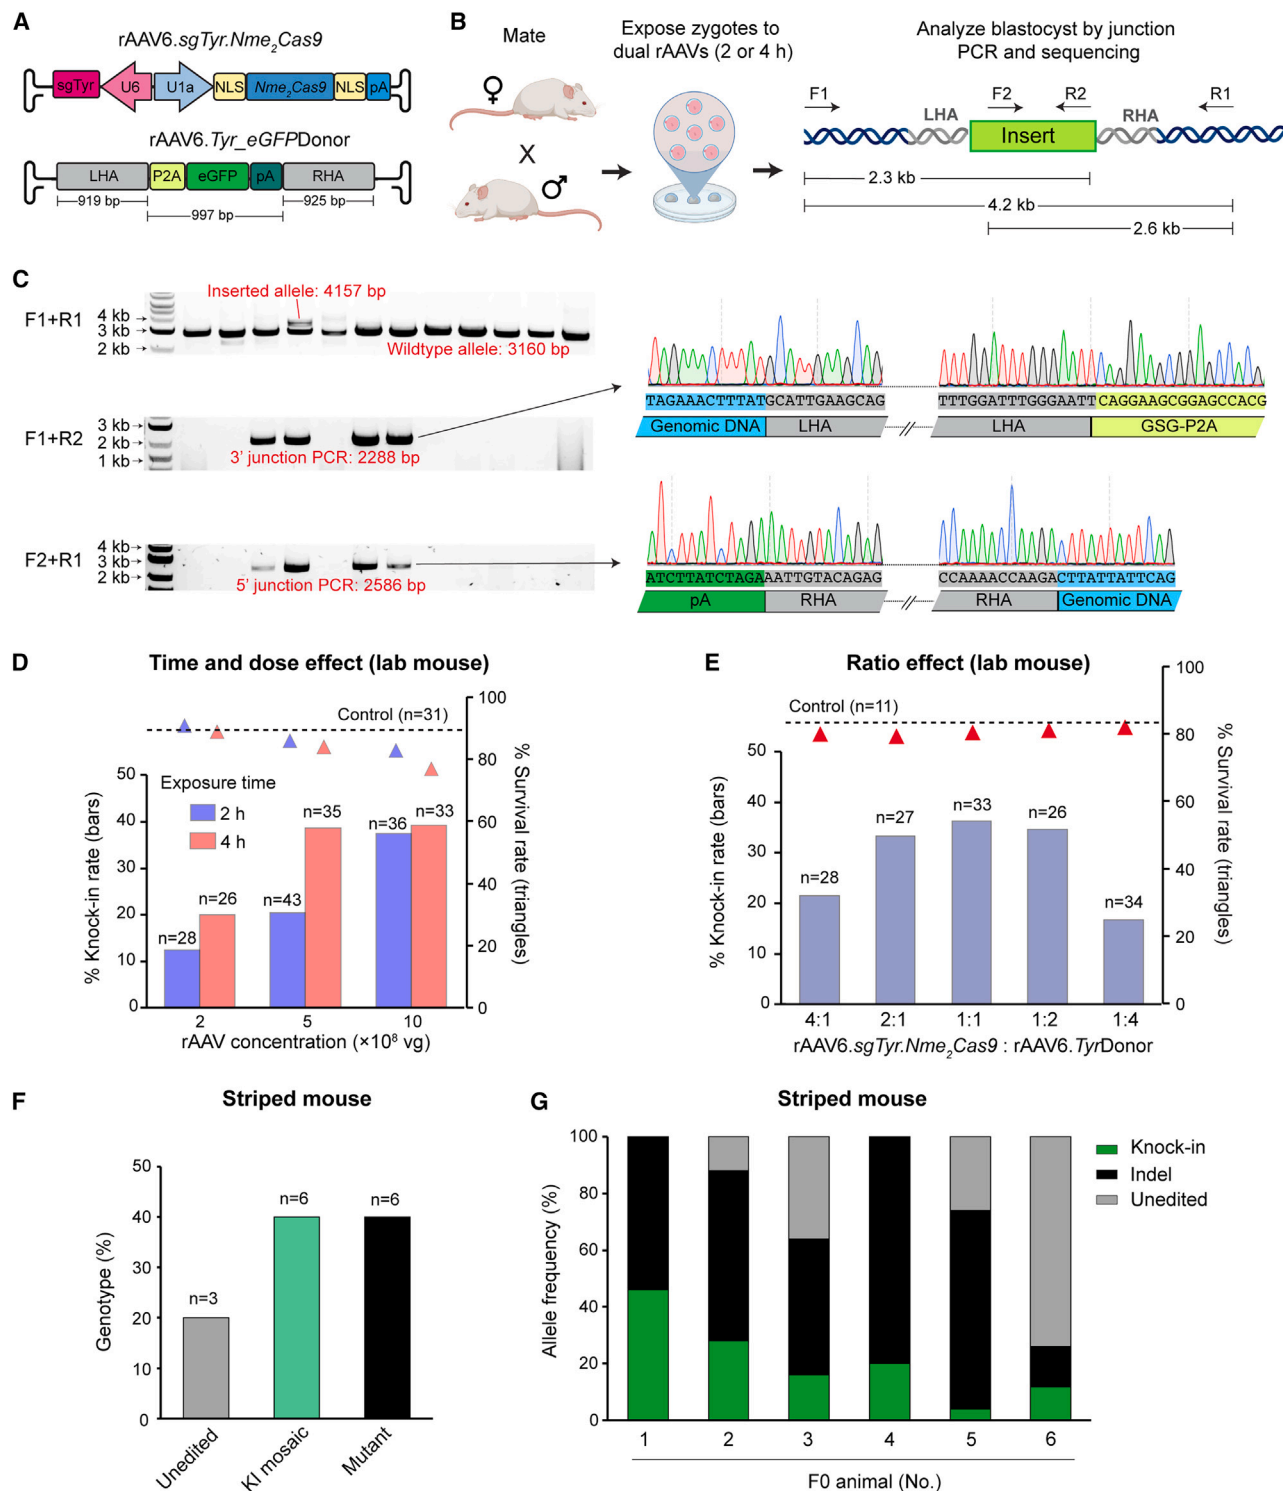 A
rAAV6.sgTyr.Nme2Cas9
sgTyr U6 U1a NLS Nme2Cas9 NLS pA
rAAV6.Tyr_eGFPDonor
LHA P2A eGFP pA RHA
919 bp 925 bp
997 bp
B
Mate
X
Expose zygotes to
dual rAAVs (2 or 4 h)
Analyze blastocyst by junction
PCR and sequencing
F1 LHA F2 R2 RHA R1
Insert
2.3 kb
4.2 kb
2.6 kb
C
F1+R1
4 kb
3 kb
2 kb
Inserted allele: 4157 bp
Wildtype allele: 3160 bp
F1+R2
3 kb
2 kb
1 kb
3' junction PCR: 2288 bp
F2+R1
4 kb
3 kb
2 kb
5' junction PCR: 2586 bp
TAGAAACTTTATGCATTGAAGCAG TTTGGATTTGGGAATTCAGGAAGCGGAGCCACG
Genomic DNA LHA // LHA GSG-P2A
ATCTTATCTAGAAATTGTACAGAG CCAAAACCAAGACTTATTATTCAG
pA RHA // RHA Genomic DNA
D
Time and dose effect (lab mouse)
Control (n=31)
Exposure time
2 h
4 h
n=28 n=26 n=43 n=35 n=36 n=33
% Knock-in rate (bars)
50
40
30
20
10
0
% Survival rate (triangles)
100
80
60
40
20
0
2 5 10
rAAV concentration (×10⁸ vg)
E
Ratio effect (lab mouse)
Control (n=11)
n=28 n=27 n=33 n=26 n=34
% Knock-in rate (bars)
50
40
30
20
10
0
% Survival rate (triangles)
100
80
60
40
20
0
4:1 2:1 1:1 1:2 1:4
rAAV6.sgTyr.Nme2Cas9 : rAAV6.TyrDonor
F
Striped mouse
Genotype (%)
50
40
30
20
10
0
n=3 n=6 n=6
Unedited KI mosaic Mutant
G
Striped mouse
Allele frequency (%)
100
80
60
40
20
0
Knock-in
Indel
Unedited
1 2 3 4 5 6
F0 animal (No.)